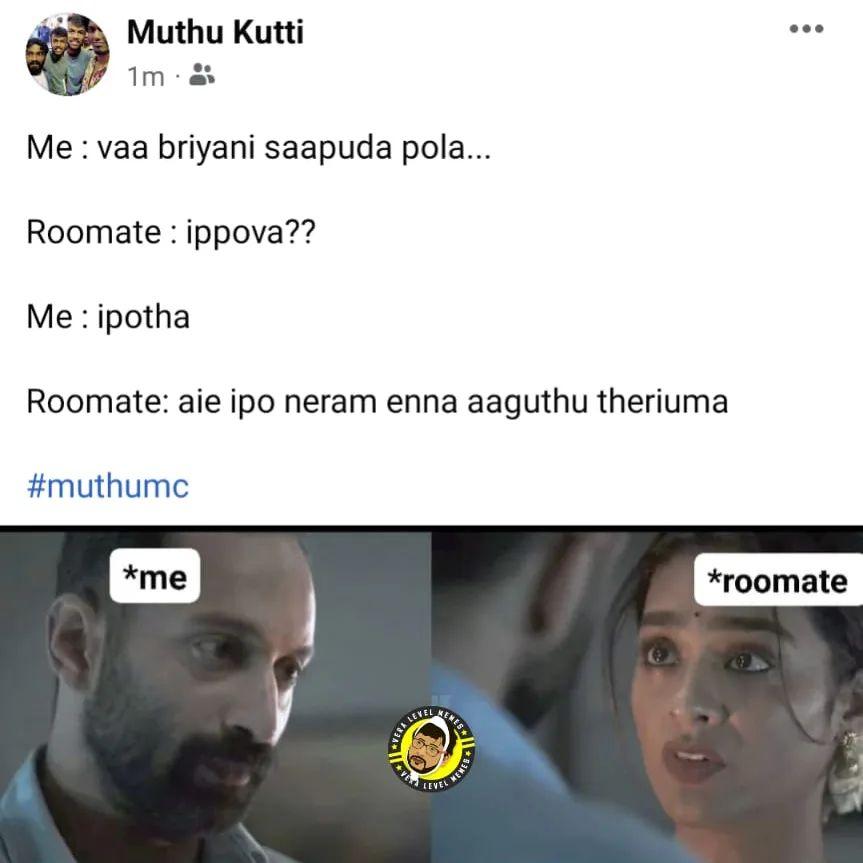 Muthu Kutti
1m ·
Me : vaa briyani saapuda pola...
Roomate : ippova??
Me : ipotha
Roomate: aie ipo neram enna aaguthu theriuma
#muthumc
*me
*roomate
VERA LEVEL MEMES
VERA LEVEL MEMES